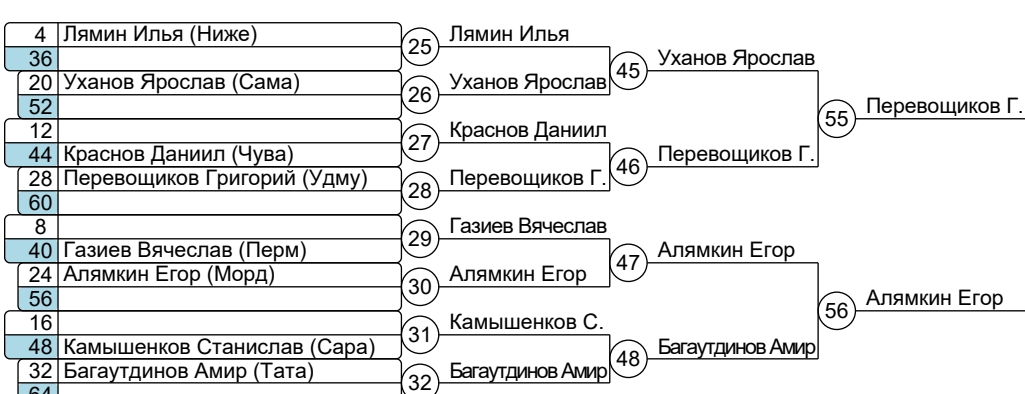 4 Лямин Илья (Ниже)
36
20 Уханов Ярослав (Сама)
52
12
44 Краснов Даниил (Чува)
28 Перевощиков Григорий (Удму)
60
8
40 Газиев Вячеслав (Перм)
24 Алямкин Егор (Морд)
56
16
48 Камышенков Станислав (Сара)
32 Багаутдинов Амир (Тата)
64
25 Лямин Илья
26 Уханов Ярослав
27 Краснов Даниил
28 Перевощиков Г.
29 Газиев Вячеслав
30 Алямкин Егор
31 Камышенков С.
32 Багаутдинов Амир
45 Уханов Ярослав
46 Перевощиков Г.
47 Алямкин Егор
48 Багаутдинов Амир
55 Перевощиков Г.
56 Алямкин Егор